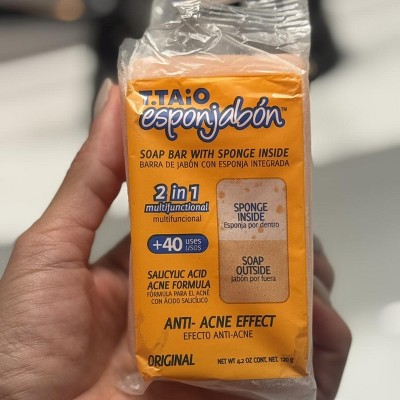 T.TAiO
esponjabón™
SOAP BAR WITH SPONGE INSIDE
BARRA DE JABÓN CON ESPONJA INTEGRADA
2 in 1
multifunctional
multifuncional
+40 uses
usos
SPONGE
INSIDE
Esponja por dentro
SOAP
OUTSIDE
Jabón por fuera
SALICYLIC ACID
ACNE FORMULA
FÓRMULA PARA EL ACNÉ
CON ÁCIDO SALICÍLICO
ANTI- ACNE EFFECT
EFECTO ANTI-ACNE
ORIGINAL
NET WT 4.2 OZ CONT. NET. 120 g